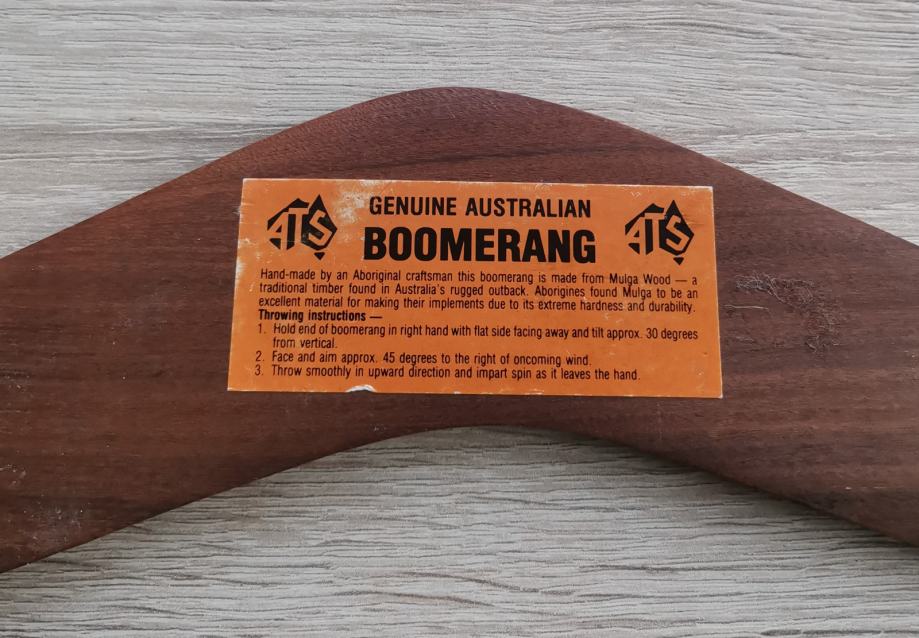 ATS GENUINE AUSTRALIAN ATS
BOOMERANG
Hand-made by an Aboriginal craftsman this boomerang is made from Mulga Wood — a
traditional timber found in Australia's rugged outback. Aborigines found Mulga to be an
excellent material for making their implements due to its extreme hardness and durability.
Throwing instructions —
1. Hold end of boomerang in right hand with flat side facing away and tilt approx. 30 degrees
from vertical.
2. Face and aim approx. 45 degrees to the right of oncoming wind.
3. Throw smoothly in upward direction and impart spin as it leaves the hand.